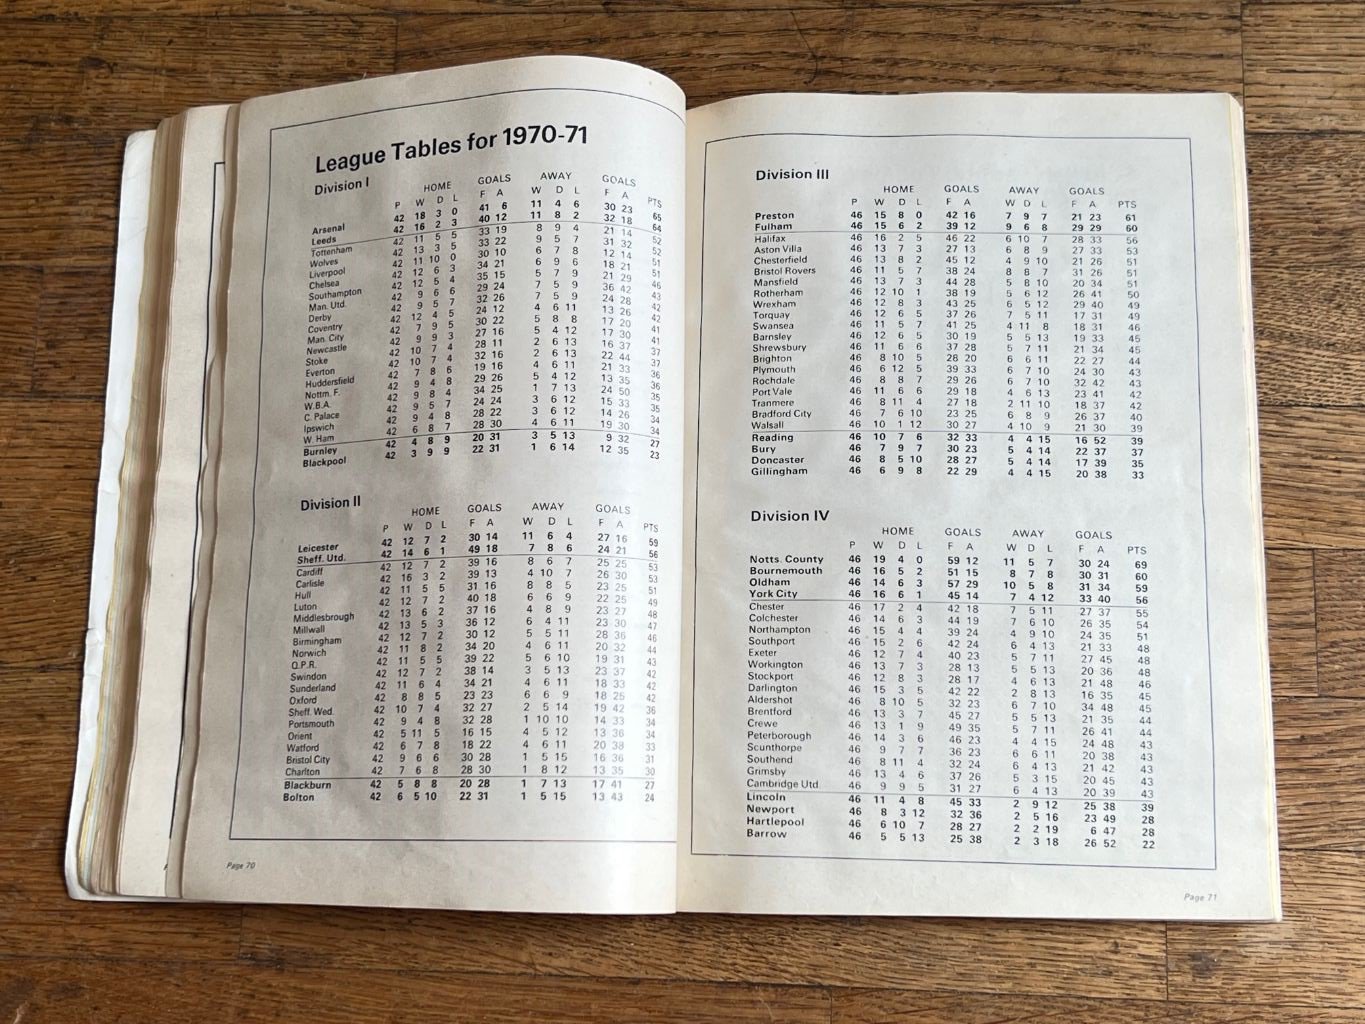 League Tables for 1970-71
Division I
HOME GOALS AWAY GOALS
P W D L F A W D L F A PTS
Arsenal 42 18 3 0 41 6 11 4 6 30 23 65
Leeds 42 16 2 3 40 12 11 8 2 32 18 64
Tottenham 42 11 5 5 33 19 8 9 4 21 14 52
Wolves 42 13 3 5 33 22 9 5 7 31 32 52
Liverpool 42 11 10 0 30 10 6 7 8 12 14 51
Chelsea 42 12 6 3 34 21 6 9 6 18 21 51
Southampton 42 12 5 4 35 15 5 7 9 21 29 46
Man. Utd. 42 9 6 6 29 24 7 5 9 36 42 43
Derby 42 9 5 7 32 26 7 5 9 24 28 42
Coventry 42 12 4 5 24 12 4 6 11 13 26 42
Man. City 42 7 9 5 30 22 5 8 8 17 20 41
Newcastle 42 9 9 3 27 16 5 4 12 17 30 41
Stoke 42 10 7 4 28 11 2 6 13 16 37 37
Everton 42 10 7 4 32 16 2 6 13 22 44 37
Huddersfield 42 7 8 6 19 16 4 6 11 21 33 36
Nottm. F. 42 9 4 8 29 26 5 4 12 13 35 36
W.B.A. 42 9 8 4 34 25 1 7 13 24 50 35
C. Palace 42 9 5 7 24 24 3 6 12 15 33 35
Ipswich 42 9 4 8 28 22 3 6 12 14 26 34
W. Ham 42 6 8 7 28 30 4 6 11 19 30 34
Burnley 42 4 8 9 20 31 3 5 13 9 32 27
Blackpool 42 3 9 9 22 31 1 6 14 12 35 23
Division II
HOME GOALS AWAY GOALS
P W D L F A W D L F A PTS
Leicester 42 12 7 2 30 14 11 6 4 27 16 59
Sheff. Utd. 42 14 6 1 49 18 7 8 6 24 21 56
Cardiff 42 12 7 2 39 16 8 6 7 25 25 53
Carlisle 42 16 3 2 39 13 4 10 7 26 30 53
Hull 42 11 5 5 31 16 8 8 5 23 25 51
Luton 42 12 7 2 40 18 6 6 9 22 25 49
Middlesbrough 42 13 6 2 37 16 4 8 9 23 27 48
Millwall 42 13 5 3 36 12 6 4 11 23 30 47
Birmingham 42 12 7 2 30 12 5 5 11 28 36 46
Norwich 42 11 8 2 34 20 4 6 11 20 32 44
Q.P.R. 42 11 5 5 39 22 5 6 10 19 31 43
Swindon 42 12 7 2 38 14 3 5 13 23 37 42
Sunderland 42 11 6 4 34 21 4 6 11 18 33 42
Oxford 42 8 8 5 23 23 6 6 9 18 25 42
Sheff. Wed. 42 10 7 4 32 27 2 5 14 19 42 36
Portsmouth 42 9 4 8 32 28 1 10 10 14 33 34
Orient 42 5 11 5 16 15 4 5 12 13 36 34
Watford 42 6 7 8 18 22 4 6 11 20 38 33
Bristol City 42 9 6 6 30 28 1 5 15 16 36 31
Charlton 42 7 6 8 28 30 1 8 12 13 35 30
Blackburn 42 5 8 8 20 28 1 7 13 17 41 27
Bolton 42 6 5 10 22 31 1 5 15 13 43 24
Page 70
Division III
HOME GOALS AWAY GOALS
P W D L F A W D L F A PTS
Preston 46 15 8 0 42 16 7 9 7 21 23 61
Fulham 46 15 6 2 39 12 9 6 8 29 29 60
Halifax 46 16 2 5 46 22 6 10 7 28 33 56
Aston Villa 46 13 7 3 27 13 6 8 9 27 33 53
Chesterfield 46 13 8 2 45 12 4 9 10 21 26 51
Bristol Rovers 46 11 5 7 38 24 8 8 7 31 26 51
Mansfield 46 13 7 3 44 28 5 8 10 20 34 51
Rotherham 46 12 10 1 38 19 5 6 12 26 41 50
Wrexham 46 12 8 3 43 25 6 5 12 29 40 49
Torquay 46 12 6 5 37 26 7 5 11 17 31 49
Swansea 46 11 5 7 41 25 4 11 8 18 31 46
Barnsley 46 12 6 5 30 19 5 5 13 19 33 45
Shrewsbury 46 11 6 6 37 28 5 7 11 21 34 45
Brighton 46 8 10 5 28 20 6 6 11 22 27 44
Plymouth 46 6 12 5 39 33 6 7 10 24 30 43
Rochdale 46 8 8 7 29 26 6 7 10 32 42 43
Port Vale 46 11 6 6 29 18 4 6 13 23 41 42
Tranmere 46 8 11 4 27 18 2 11 10 18 37 42
Bradford City 46 7 6 10 23 25 6 8 9 26 37 40
Walsall 46 10 1 12 30 27 4 10 9 21 30 39
Reading 46 10 7 6 32 33 4 4 15 16 52 39
Bury 46 7 9 7 30 23 5 4 14 22 37 37
Doncaster 46 8 5 10 28 27 5 4 14 17 39 35
Gillingham 46 6 9 8 22 29 4 4 15 20 38 33
Division IV
HOME GOALS AWAY GOALS
P W D L F A W D L F A PTS
Notts. County 46 19 4 0 59 12 11 5 7 30 24 69
Bournemouth 46 16 5 2 51 15 8 7 8 30 31 60
Oldham 46 14 6 3 57 29 10 5 8 31 34 59
York City 46 16 6 1 45 14 7 4 12 33 40 56
Chester 46 17 2 4 42 18 7 5 11 27 37 55
Colchester 46 14 6 3 44 19 7 6 10 26 35 54
Northampton 46 15 4 4 39 24 4 9 10 24 35 51
Southport 46 15 2 6 42 24 6 4 13 21 33 48
Exeter 46 12 7 4 40 23 5 7 11 27 45 48
Workington 46 13 7 3 28 13 5 5 13 20 36 48
Stockport 46 12 8 3 28 17 4 6 13 21 48 46
Darlington 46 15 3 5 42 22 2 8 13 16 35 45
Aldershot 46 8 10 5 32 23 6 7 10 34 48 45
Brentford 46 13 3 7 45 27 5 5 13 21 35 44
Crewe 46 13 1 9 49 35 5 7 11 26 41 44
Peterborough 46 14 3 6 46 23 4 4 15 24 48 43
Scunthorpe 46 9 7 7 36 23 6 6 11 20 38 43
Southend 46 8 11 4 32 24 6 4 13 21 42 43
Grimsby 46 13 4 6 37 26 5 3 15 20 45 43
Cambridge Utd 46 9 9 5 31 27 6 4 13 20 39 43
Lincoln 46 11 4 8 45 33 2 9 12 25 38 39
Newport 46 8 3 12 32 36 2 5 16 23 49 28
Hartlepool 46 6 10 7 28 27 2 2 19 6 47 28
Barrow 46 5 5 13 25 38 2 3 18 26 52 22
Page 71